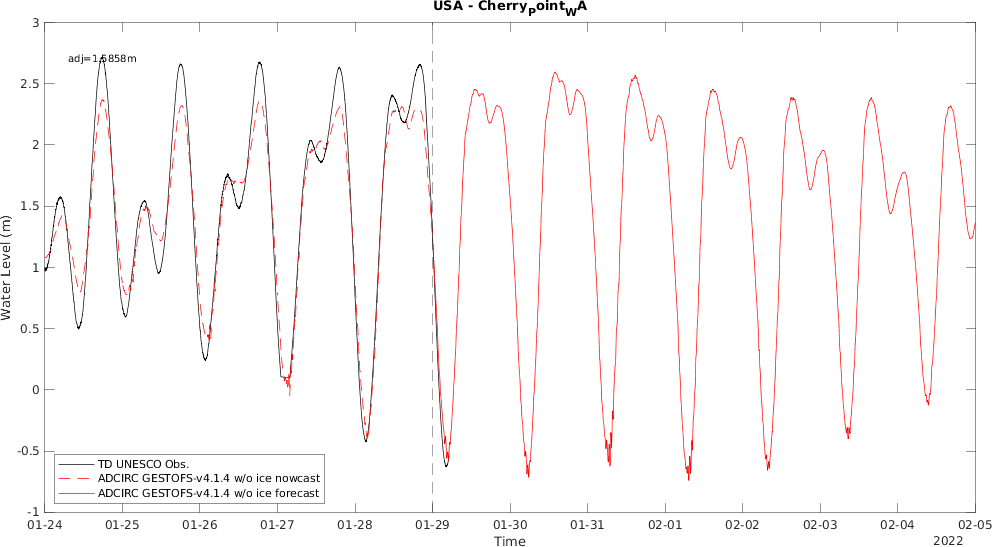 USA - CherryPointWA
adj=1.5858m
3
2.5
2
1.5
1
0.5
0
-0.5
-1
Water Level (m)
TD UNESCO Obs.
ADCIRC GESTOFS-v4.1.4 w/o ice nowcast
ADCIRC GESTOFS-v4.1.4 w/o ice forecast
01-24 01-25 01-26 01-27 01-28 01-29 01-30 01-31 02-01 02-02 02-03 02-04 02-05
Time
2022